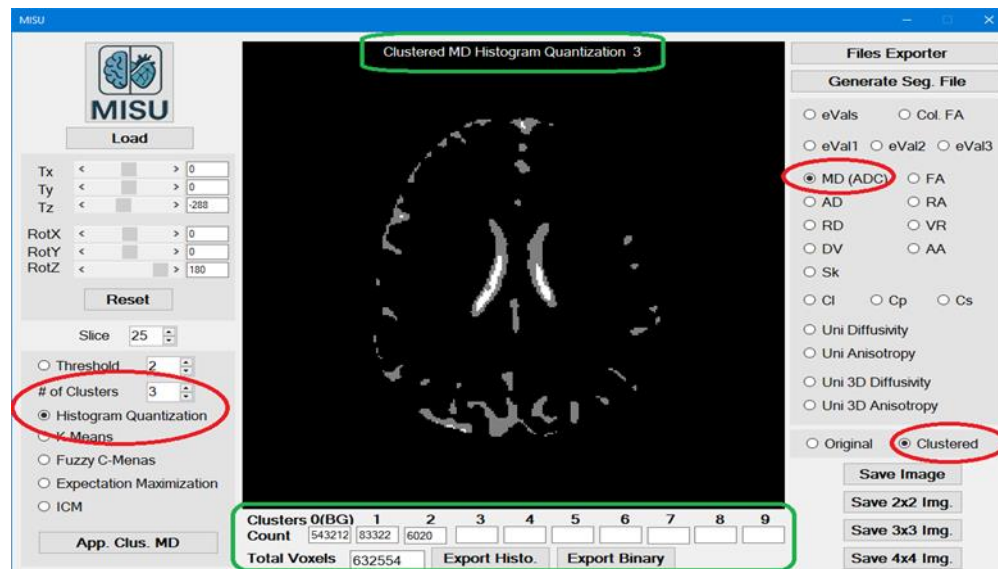 MISU
Clustered MD Histogram Quantization 3
MISU
Load
Tx < > 0
Ty < > 0
Tz < > -288
RotX < > 0
RotY < > 0
RotZ < > 180
Reset
Slice 25
Threshold 2
# of Clusters 3
Histogram Quantization
K Means
Fuzzy C-Menas
Expectation Maximization
ICM
App. Clus. MD
Clusters 0(BG) 1 2 3 4 5 6 7 8 9
Count 543212 83322 6020
Total Voxels 632554 Export Histo. Export Binary
Files Exporter
Generate Seg. File
eVals Col. FA
eVal1 eVal2 eVal3
MD (ADC) FA
AD RA
RD VR
DV AA
Sk
Cl Cp Cs
Uni Diffusivity
Uni Anisotropy
Uni 3D Diffusivity
Uni 3D Anisotropy
Original Clustered
Save Image
Save 2x2 Img.
Save 3x3 Img.
Save 4x4 Img.